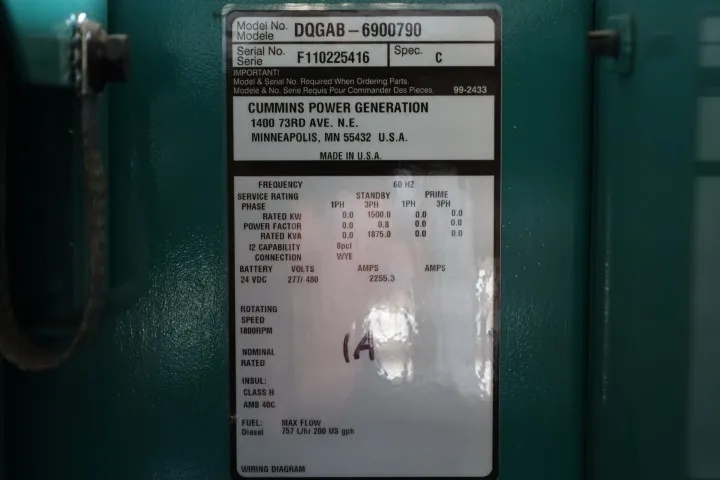 Model No. DQGAB - 6900790
Modele
Serial No. F110225416 Spec. C
Serie
IMPORTANT!
Model & Serial No. Required When Ordering Parts.
Modele & No. Serie Requis Pour Commander Des Pieces. 99-2433
CUMMINS POWER GENERATION
1400 73RD AVE. N.E.
MINNEAPOLIS, MN 55432 U.S.A.
MADE IN U.S.A.
FREQUENCY 60 HZ
SERVICE RATING STANDBY PRIME
PHASE 1PH 3PH 1PH 3PH
RATED KW 0.0 1500.0 0.0 0.0
POWER FACTOR 0.0 0.8 0.0 0.0
RATED KVA 0.0 1875.0 0.0 0.0
I2 CAPABILITY 8pct
CONNECTION WYE
BATTERY VOLTS AMPS AMPS
24 VDC 277/ 480 2255.3
ROTATING
SPEED
1800RPM
1A
NOMINAL
RATED
INSUL:
CLASS H
AMB 40C
FUEL: MAX FLOW
Diesel 757 L/hr 200 US gph
WIRING DIAGRAM